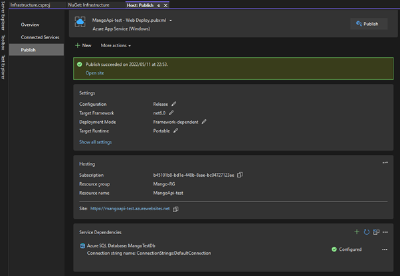 Infrastructure.csproj
NuGet: Infrastructure
Host: Publish
Server Explorer
Toolbox
Test Explorer
Overview
Connected Services
Publish
MangoApi-test - Web Deploy.pubxml
Azure App Service (Windows)
Publish
New
More actions
Publish succeeded on 2022/05/11 at 22:53.
Open site
Settings
Configuration Release
Target Framework net6.0
Deployment Mode Framework-dependent
Target Runtime Portable
Show all settings
Hosting
Subscription
Resource group Mango-RG
Resource name MangoApi-test
Site https://mangoapi-test.azurewebsites.net
Service Dependencies
Azure SQL Database MangoTestDb
Connection string name: ConnectionStrings:DefaultConnection
Configured